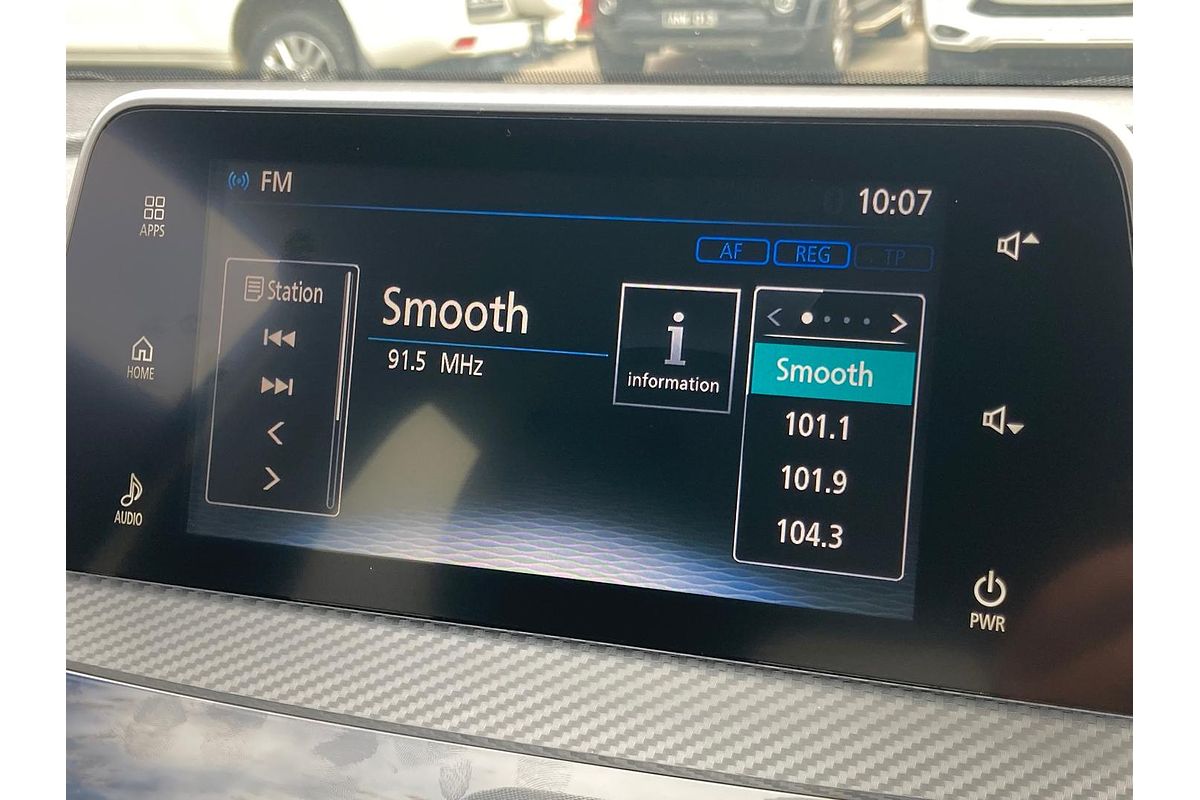 FM
10:07
APPS
AF
REG
TP
Station
Smooth
91.5 MHz
i
information
Smooth
101.1
101.9
104.3
HOME
AUDIO
PWR